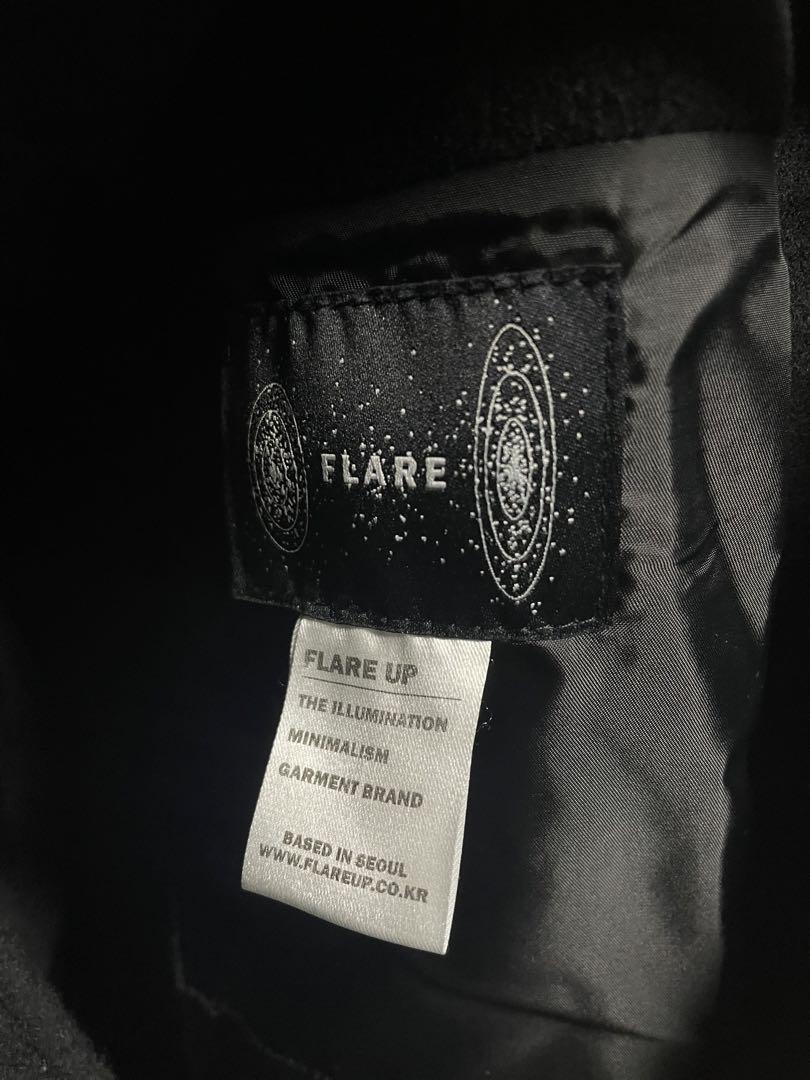 FLARE
FLARE UP
THE ILLUMINATION
MINIMALISM
GARMENT BRAND
BASED IN SEOUL
WWW.FLAREUP.CO.KR